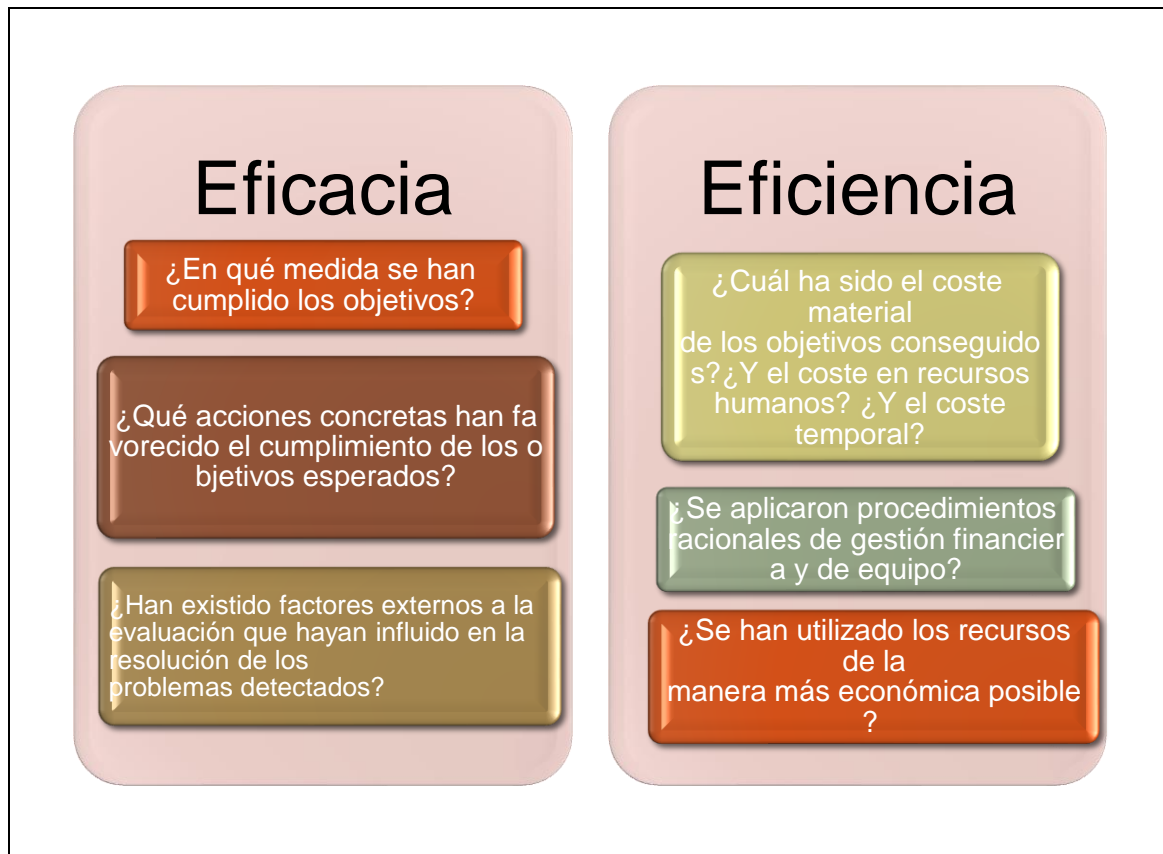 Eficacia
¿En qué medida se han
cumplido los objetivos?
¿Qué acciones concretas han fa
vorecido el cumplimiento de los o
bjetivos esperados?
¿Han existido factores externos a la
evaluación que hayan influido en la
resolución de los
problemas detectados?
Eficiencia
¿Cuál ha sido el coste
material
de los objetivos conseguido
s?¿Y el coste en recursos
humanos? ¿Y el coste
temporal?
¿Se aplicaron procedimientos
racionales de gestión financier
a y de equipo?
¿Se han utilizado los recursos
de la
manera más económica posible
?